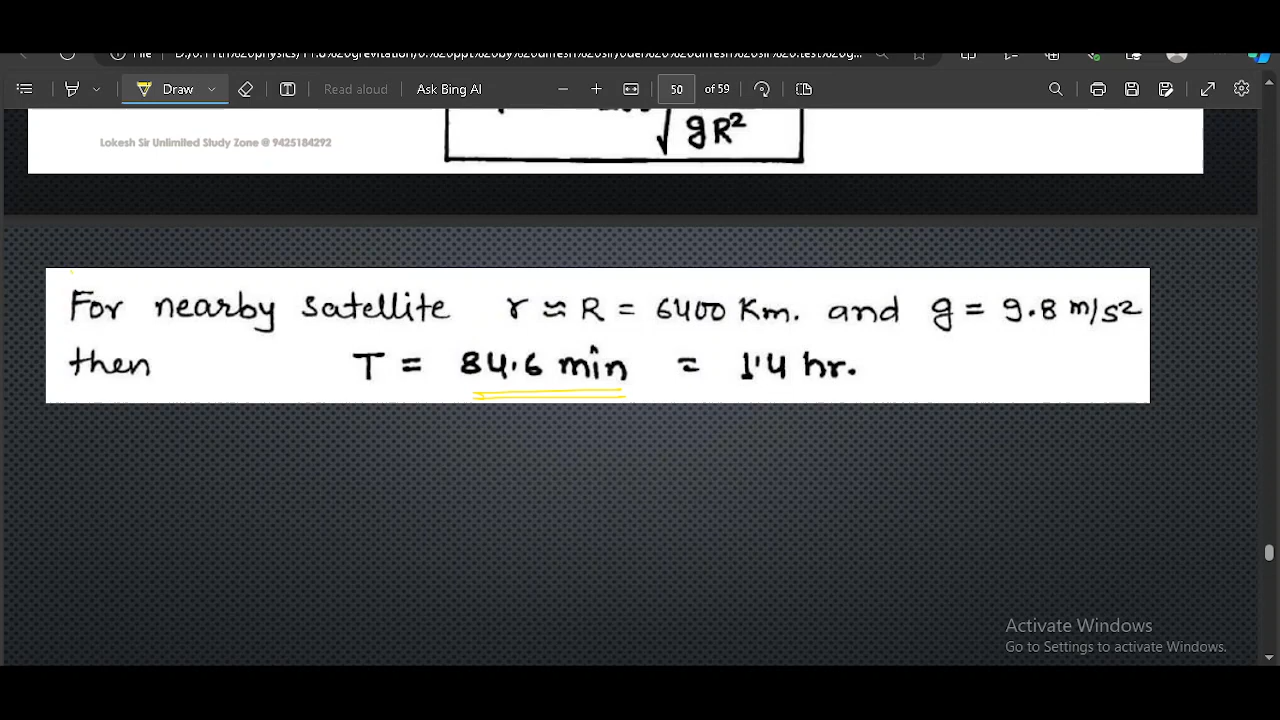 Draw
Read aloud
Ask Bing AI
50 of 59
gR²
Lokesh Sir Unlimited Study Zone @ 9425184292
For nearby satellite r ≈ R = 6400 Km. and g = 9.8 m/s²
then T = 84.6 min = 1.4 hr.
Activate Windows
Go to Settings to activate Windows.